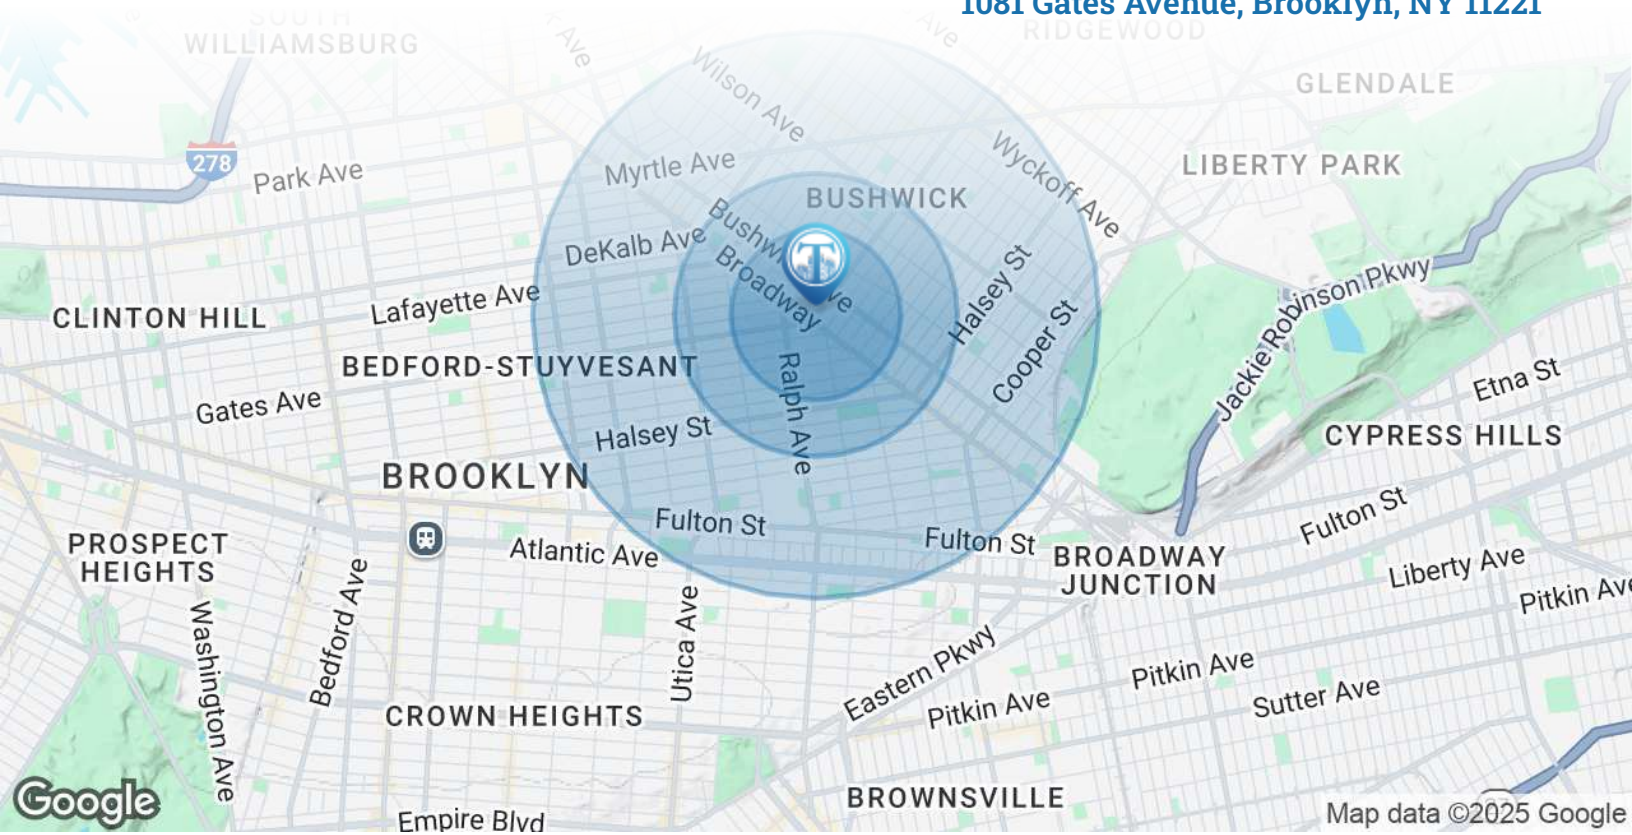 1081 Gates Avenue, Brooklyn, NY 11221
SOUTH
WILLIAMSBURG
Ave
RIDGEWOOD
Wilson Ave
GLENDALE
278
Park Ave
Myrtle Ave
Wyckoff Ave
LIBERTY PARK
BUSHWICK
DeKalb Ave
Broadway
T
Halsey St
Jackie Robinson Pkwy
Lafayette Ave
CLINTON HILL
Cooper St
BEDFORD-STUYVESANT
Ralph Ave
Etna St
Gates Ave
Halsey St
CYPRESS HILLS
BROOKLYN
Fulton St
Fulton St
Fulton St
Atlantic Ave
PROSPECT
HEIGHTS
BROADWAY
JUNCTION
Liberty Ave
Pitkin Ave
Washington Ave
Bedford Ave
Utica Ave
Eastern Pkwy
Pitkin Ave
Pitkin Ave
Sutter Ave
CROWN HEIGHTS
BROWNSVILLE
Google
Empire Blvd
Map data ©2025 Google